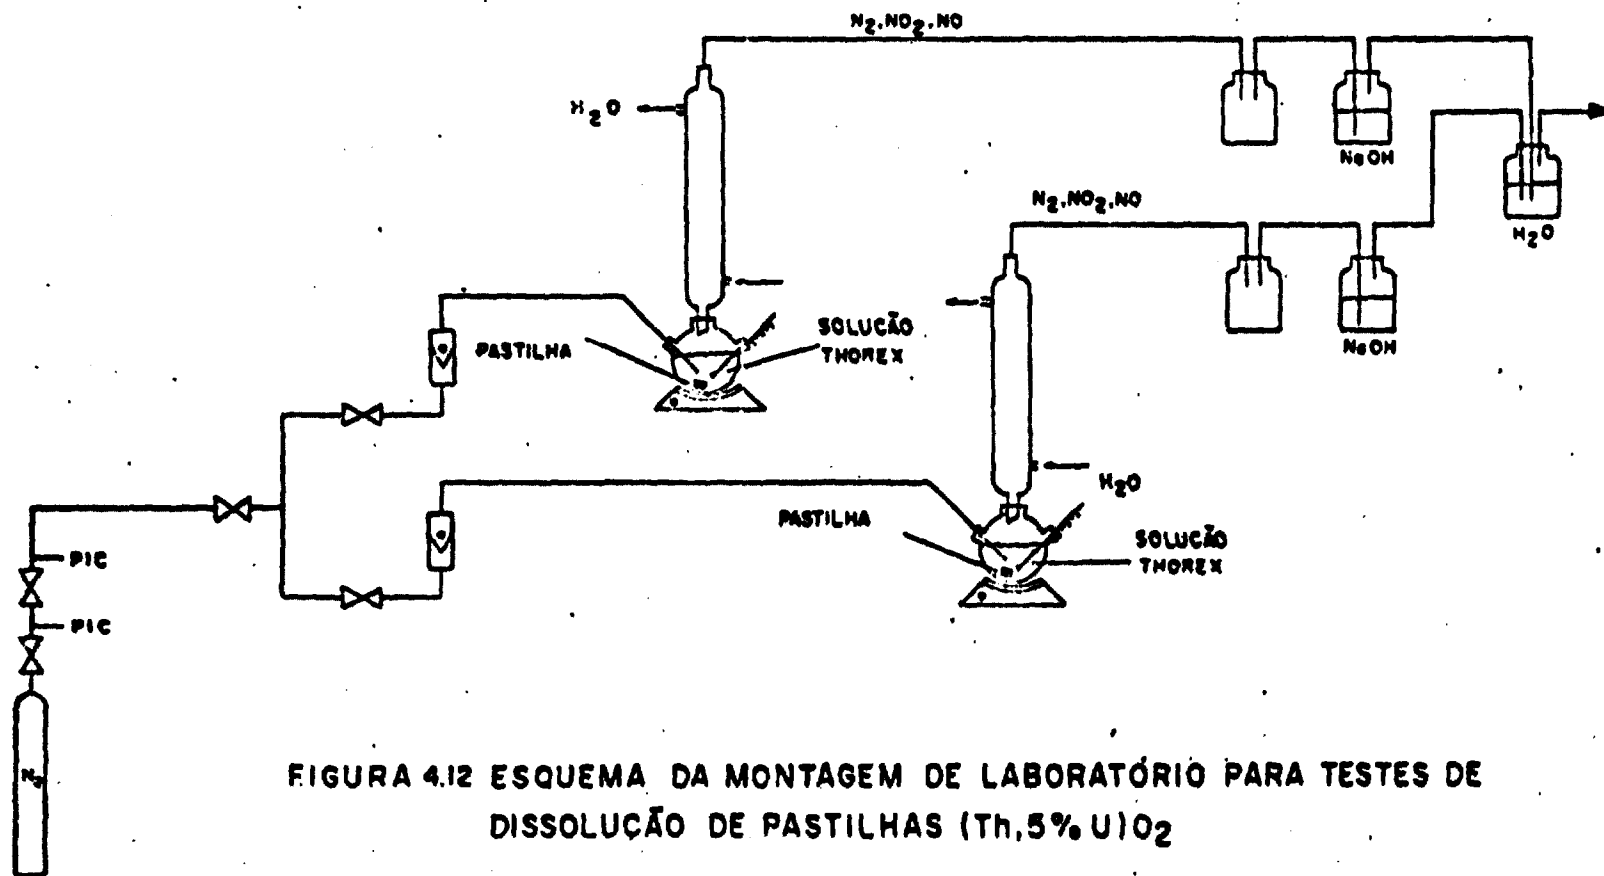 N2,NO2,NO
H2O
NaOH
N2,NO2,NO
H2O
SOLUÇÃO
THOREX
PASTILHA
NaOH
H2O
PASTILHA
SOLUÇÃO
THOREX
PIC
PIC
N2
FIGURA 4.12 ESQUEMA DA MONTAGEM DE LABORATÓRIO PARA TESTES DE
DISSOLUÇÃO DE PASTILHAS (Th,5% U)O2